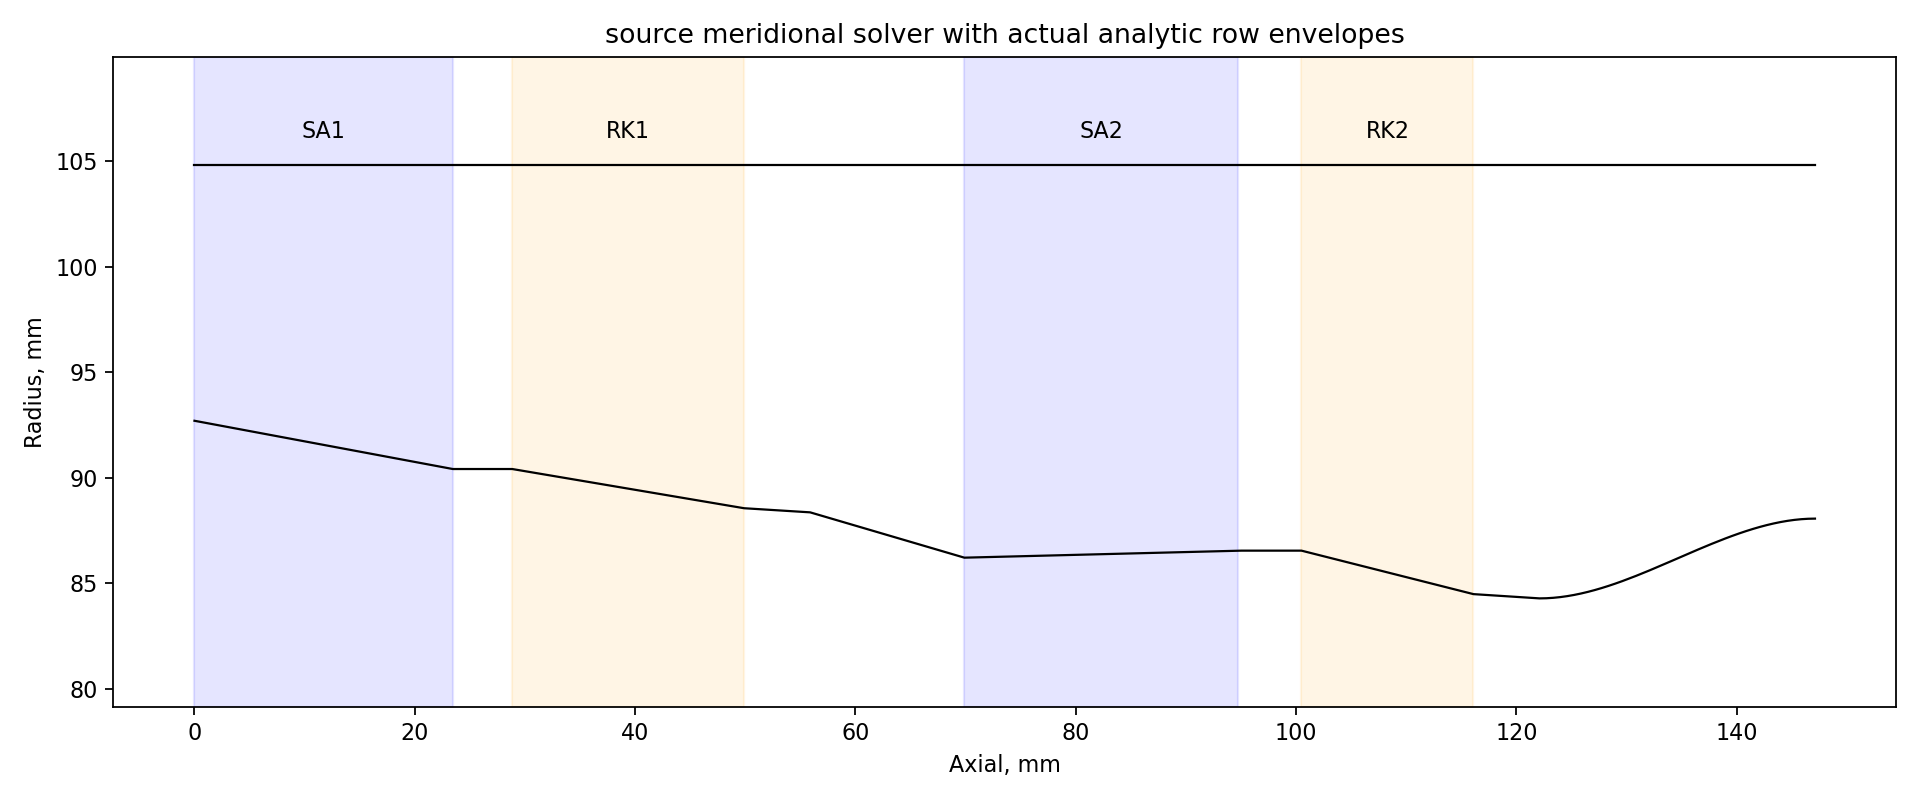 source meridional solver with actual analytic row envelopes
SA1
RK1
SA2
RK2
105
100
95
90
85
80
Radius, mm
0
20
40
60
80
100
120
140
Axial, mm